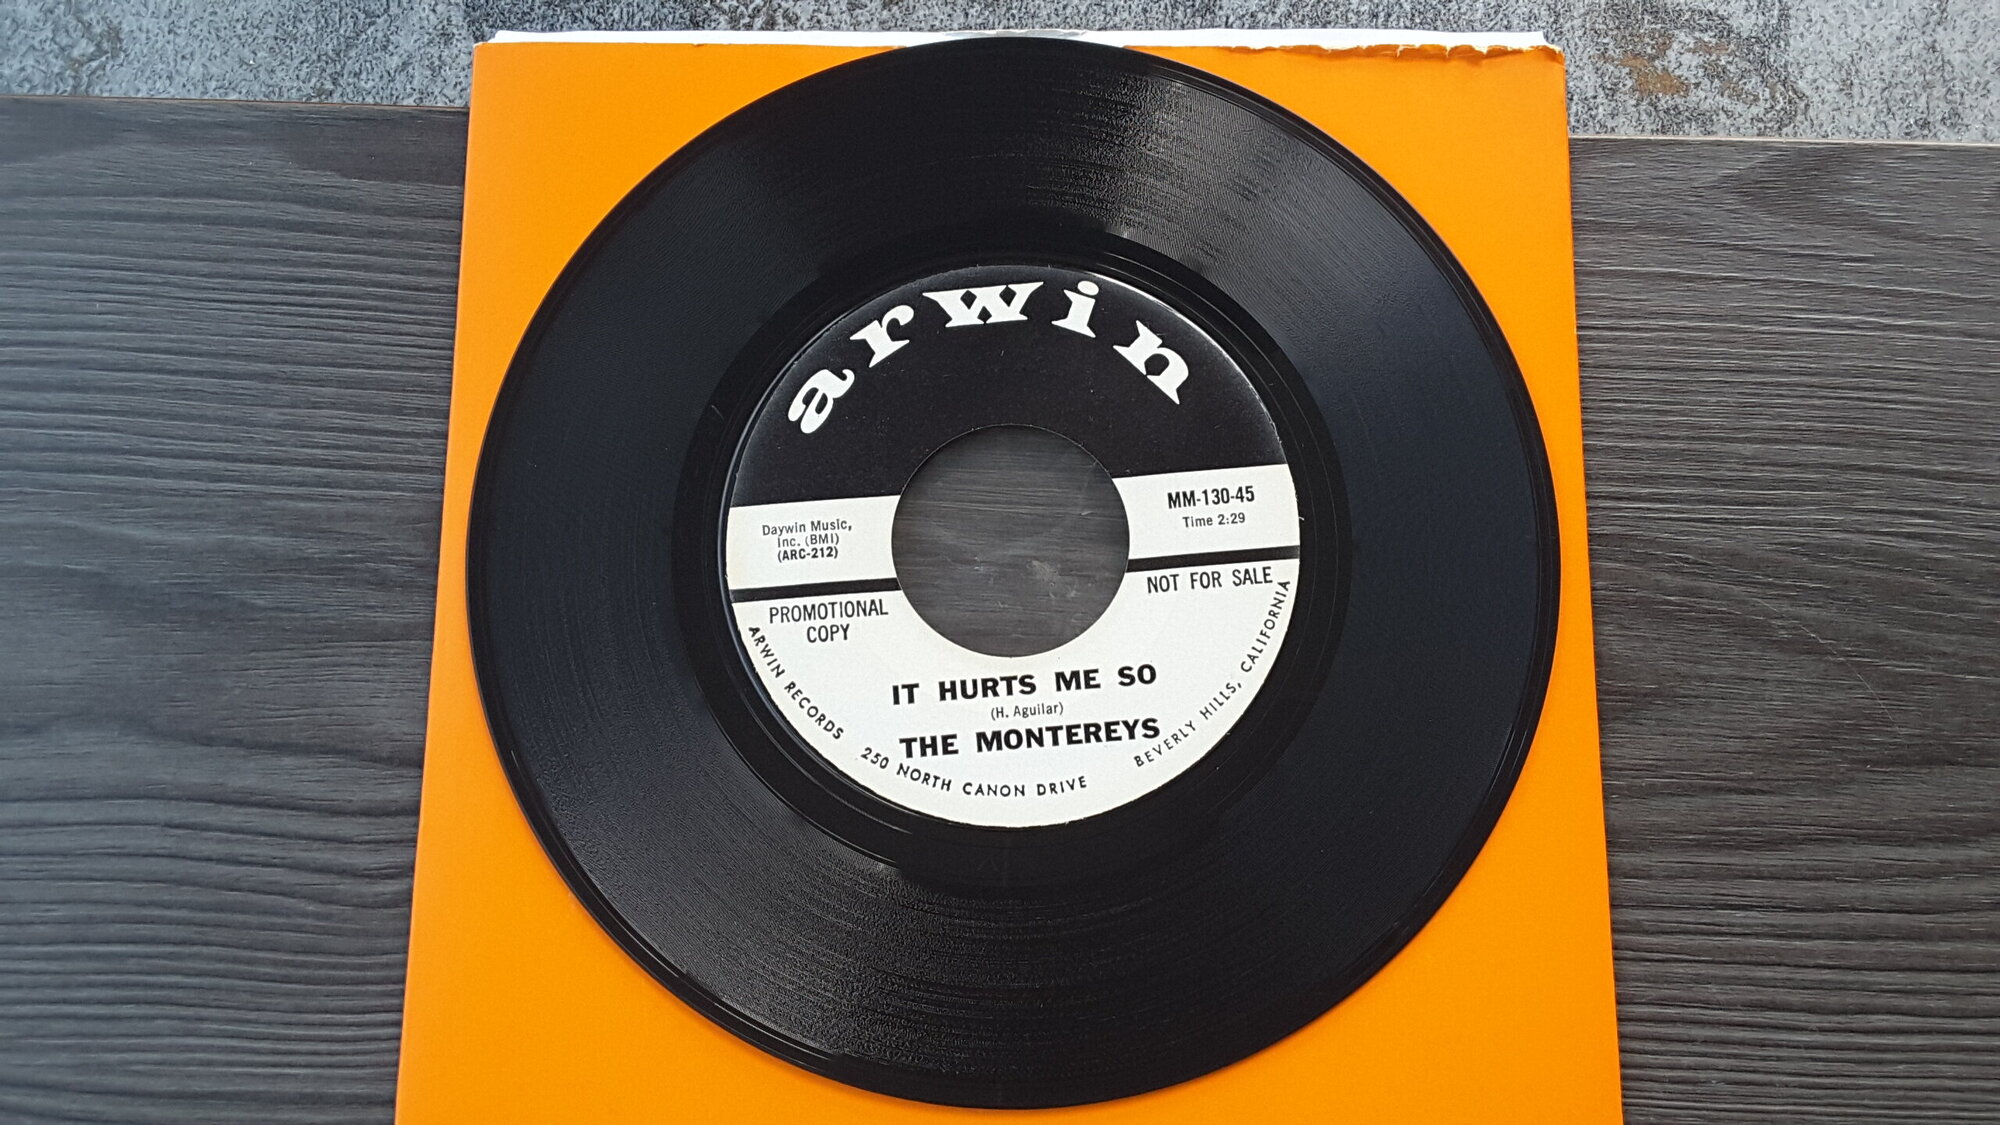 arwin
Daywin Music,
Inc. (BMI)
(ARC-212)
MM-130-45
Time 2:29
PROMOTIONAL
COPY
NOT FOR SALE
IT HURTS ME SO
(H. Aguilar)
THE MONTEREYS
ARWIN RECORDS 250 NORTH CANON DRIVE BEVERLY HILLS, CALIFORNIA